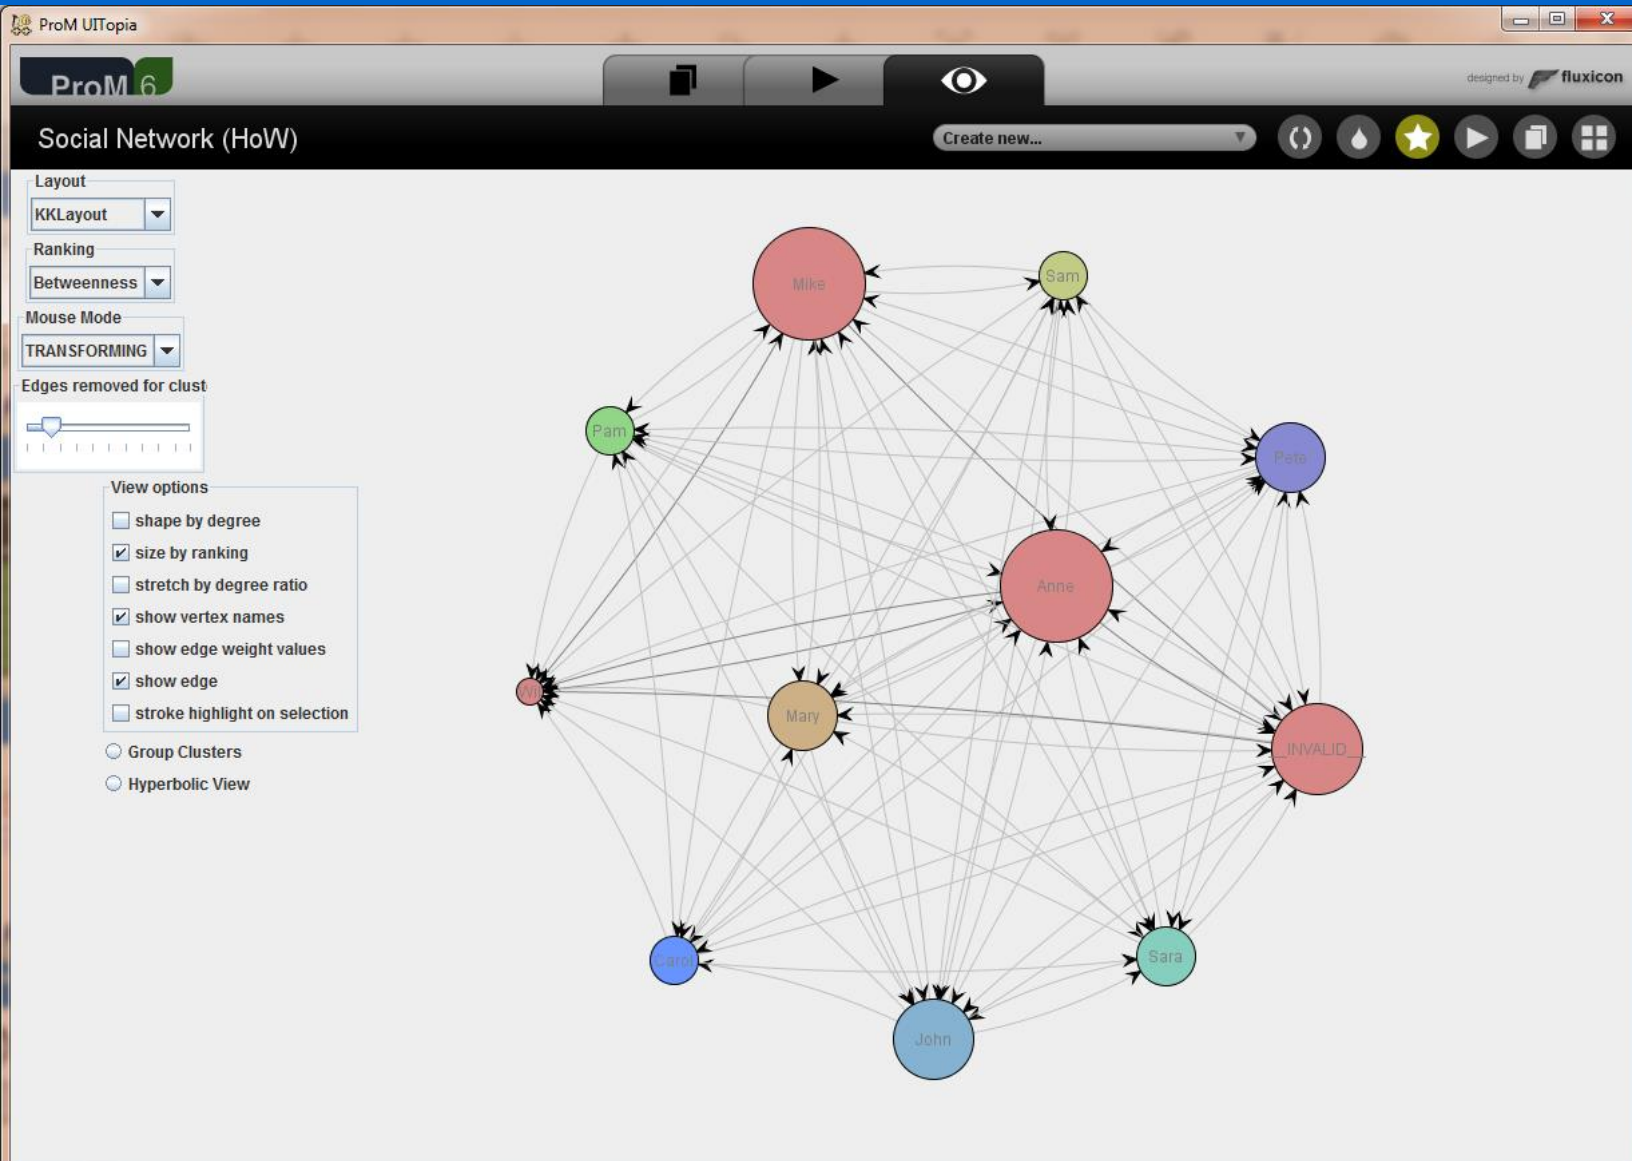 ProM UITopia
ProM 6
designed by fluxicon
Social Network (HoW)
Create new...
Layout
KKLayout
Ranking
Betweenness
Mouse Mode
TRANSFORMING
Edges removed for clust
View options
shape by degree
size by ranking
stretch by degree ratio
show vertex names
show edge weight values
show edge
stroke highlight on selection
Group Clusters
Hyperbolic View
Mike
Sam
Pam
Pete
Anne
Mary
__INVALID__
Carol
Sara
John